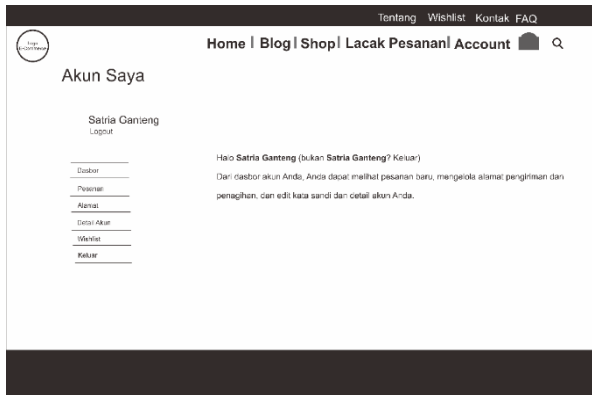 Tentang Wishlist Kontak FAQ
Logo
E-Commerse
Home | Blog | Shop | Lacak Pesanan | Account
Akun Saya
Satria Ganteng
Logout
Halo Satria Ganteng (bukan Satria Ganteng? Keluar)
Dari dasbor akun Anda, Anda dapat melihat pesanan baru, mengelola alamat pengiriman dan
penagihan, dan edit kata sandi dan detail akun Anda.
Dasbor
Pesanan
Alamat
Detail Akun
Wishlist
Keluar